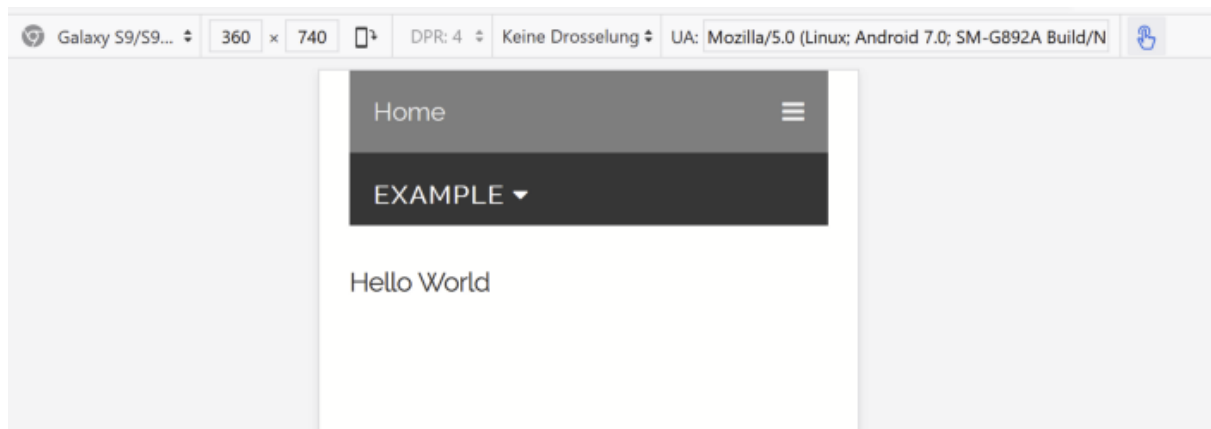 Galaxy S9/S9... 360 × 740 DPR: 4 Keine Drosselung UA: Mozilla/5.0 (Linux; Android 7.0; SM-G892A Build/N
Home
EXAMPLE
Hello World